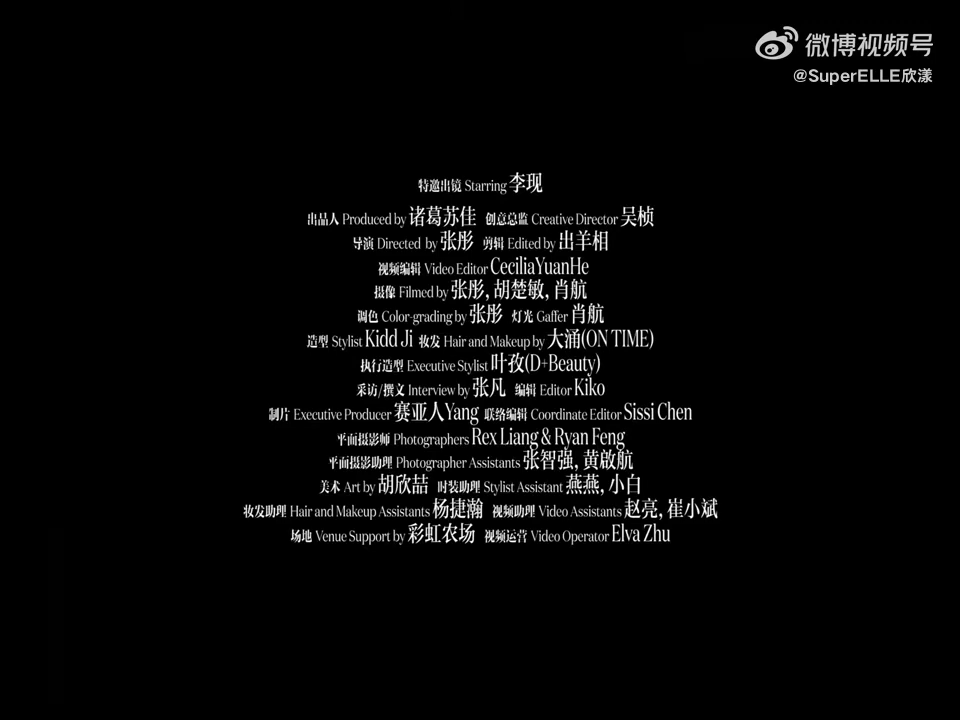 微博视频号
@SuperELLE欣漾
特邀出镜 Starring 李现
出品人 Produced by 诸葛苏佳 创意总监 Creative Director 吴桢
导演 Directed by 张彤 剪辑 Edited by 出羊相
视频编辑 Video Editor CeciliaYuanHe
摄像 Filmed by 张彤, 胡楚敏, 肖航
调色 Color-grading by 张彤 灯光 Gaffer 肖航
造型 Stylist Kidd Ji 妆发 Hair and Makeup by 大涌(ON TIME)
执行造型 Executive Stylist 叶孜(D+Beauty)
采访/撰文 Interview by 张凡 编辑 Editor Kiko
制片 Executive Producer 赛亚人Yang 联络编辑 Coordinate Editor Sissi Chen
平面摄影师 Photographers Rex Liang & Ryan Feng
平面摄影助理 Photographer Assistants 张智强, 黄啟航
美术 Art by 胡欣喆 时装助理 Stylist Assistant 燕燕, 小白
妆发助理 Hair and Makeup Assistants 杨捷瀚 视频助理 Video Assistants 赵亮, 崔小斌
场地 Venue Support by 彩虹农场 视频运营 Video Operator Elva Zhu